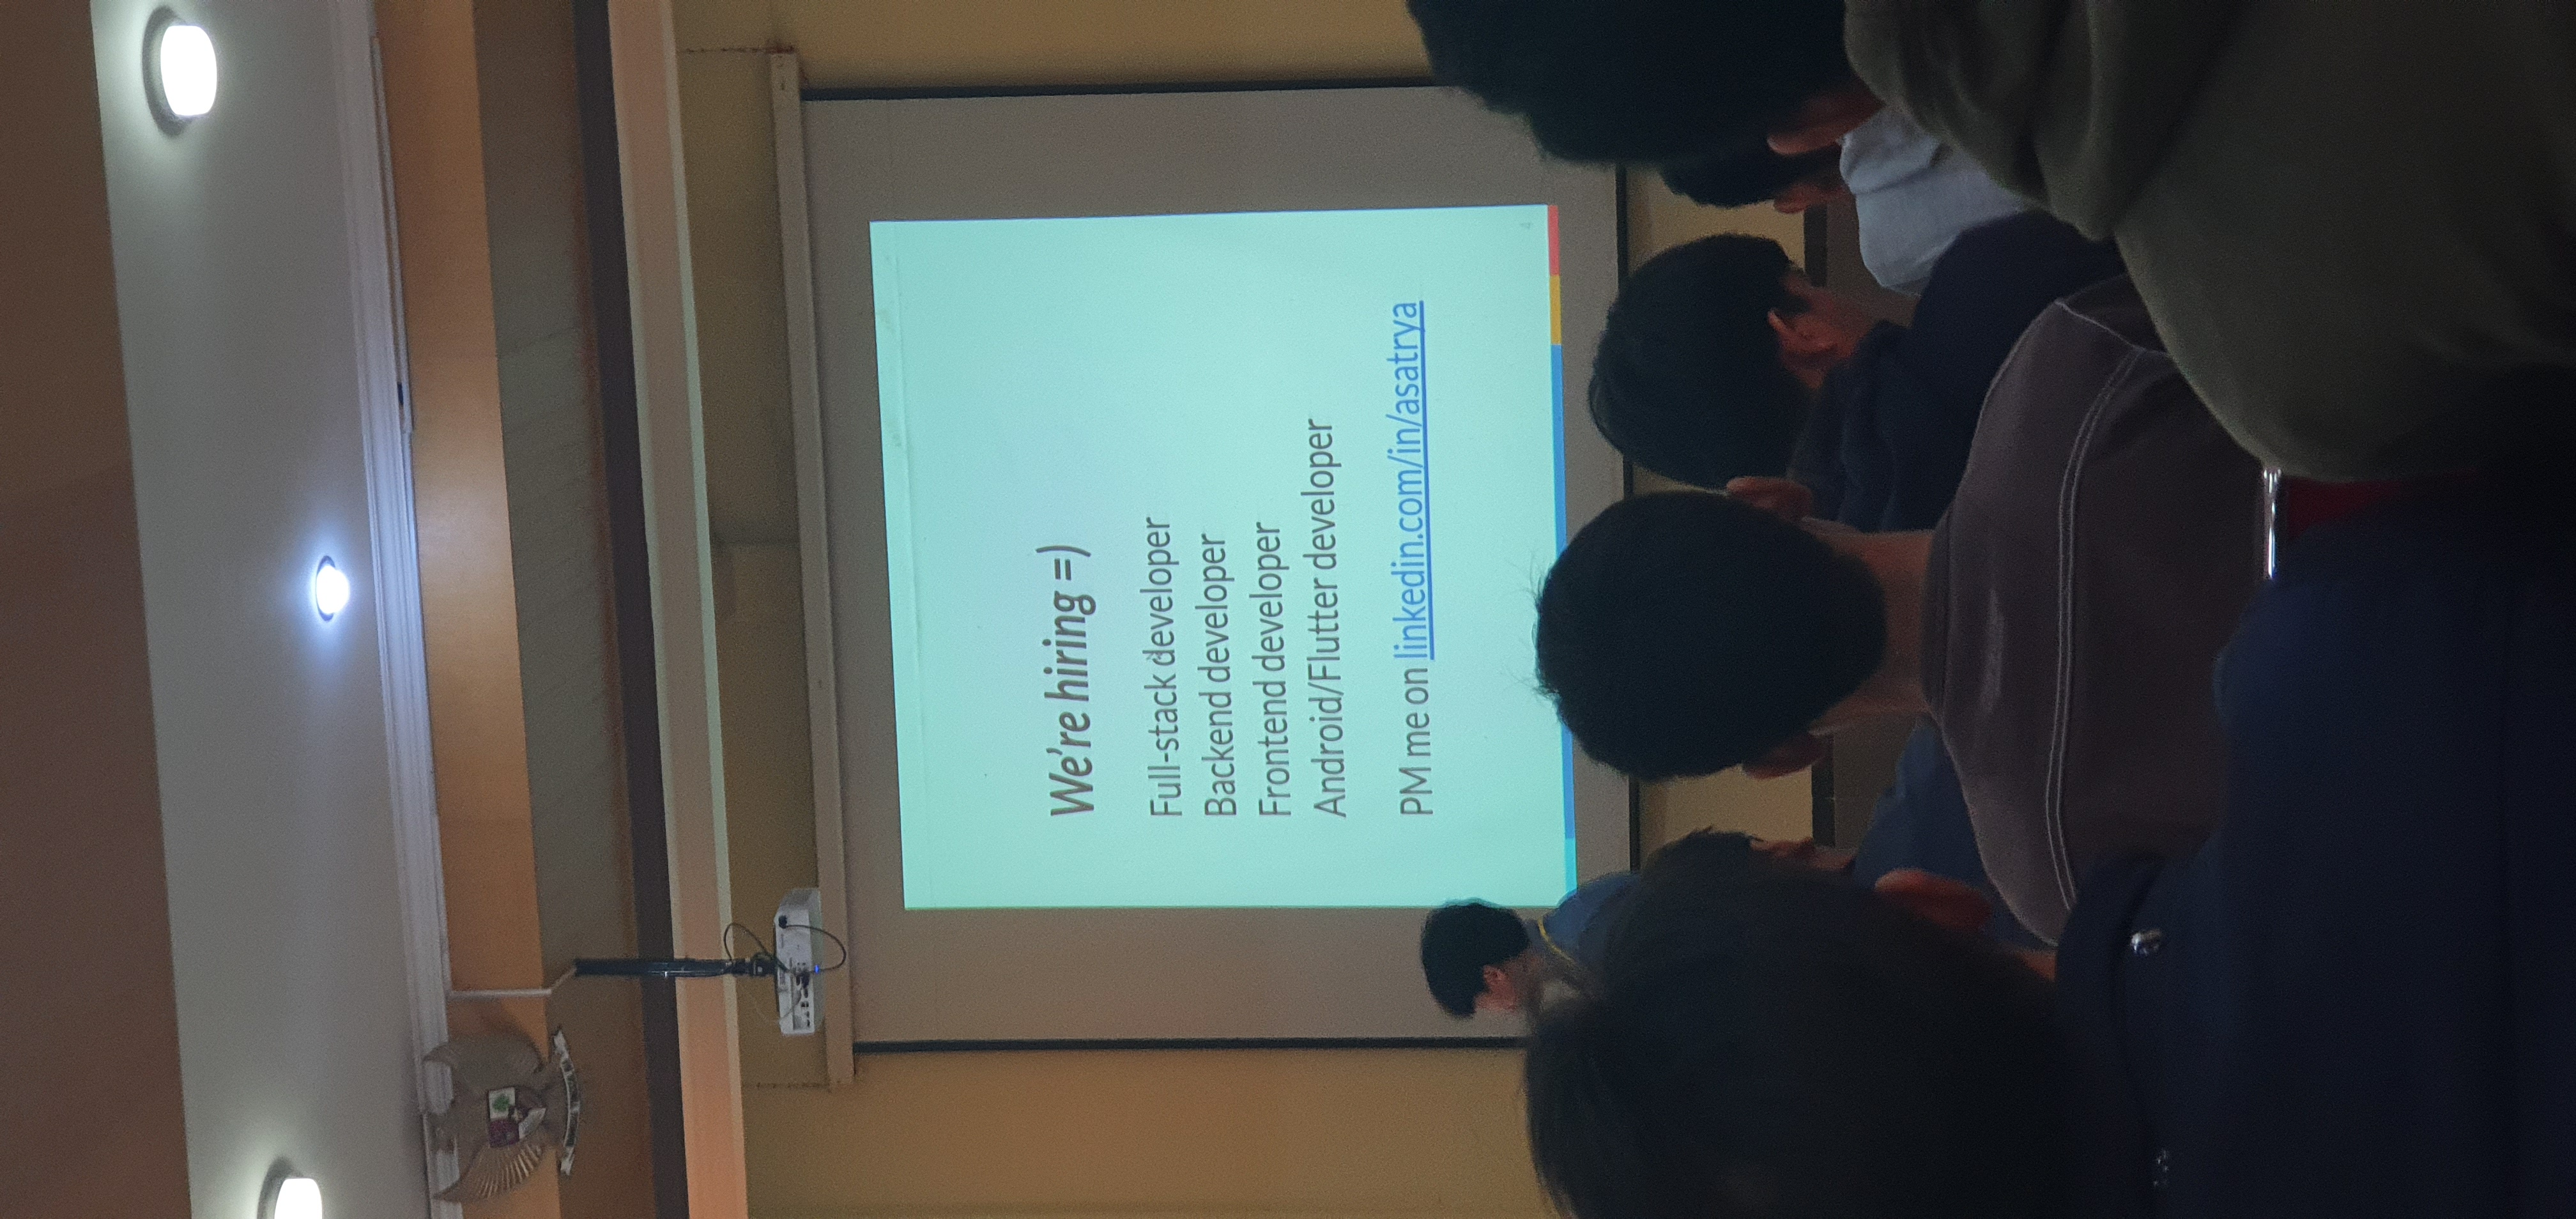 We're hiring =)
Full-stack developer
Backend developer
Frontend developer
Android/Flutter developer
PM me on linkedin.com/in/asatrya
4